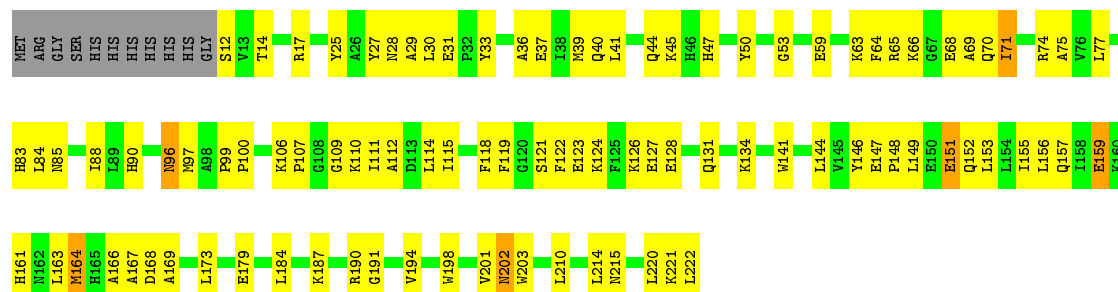 MET ARG GLY SER HIS HIS HIS HIS HIS HIS GLY S12 V13 T14 R17 Y25 A26 Y27 N28 A29 L30 E31 P32 Y33 A36 E37 I38 M39 Q40 L41 Q44 K45 H46 H47 Y50 G53 E59 K63 F64 R65 K66 G67 E68 A69 Q70 I71 R74 A75 V76 L77
H83 L84 N85 I88 L89 H90 N96 M97 A98 P99 P100 K106 P107 G108 G109 K110 I111 A112 D113 L114 I115 F118 F119 G120 S121 F122 E123 K124 F125 K126 E127 E128 Q131 K134 W141 L144 V145 Y146 E147 P148 L149 E150 E151 Q152 L153 L154 I155 L156 Q157 I158 E159 K160
H161 N162 L163 M164 H165 A166 A167 D168 A169 L173 E179 L184 K187 R190 G191 V194 W198 V201 N202 W203 L210 L214 N215 L220 K221 L222